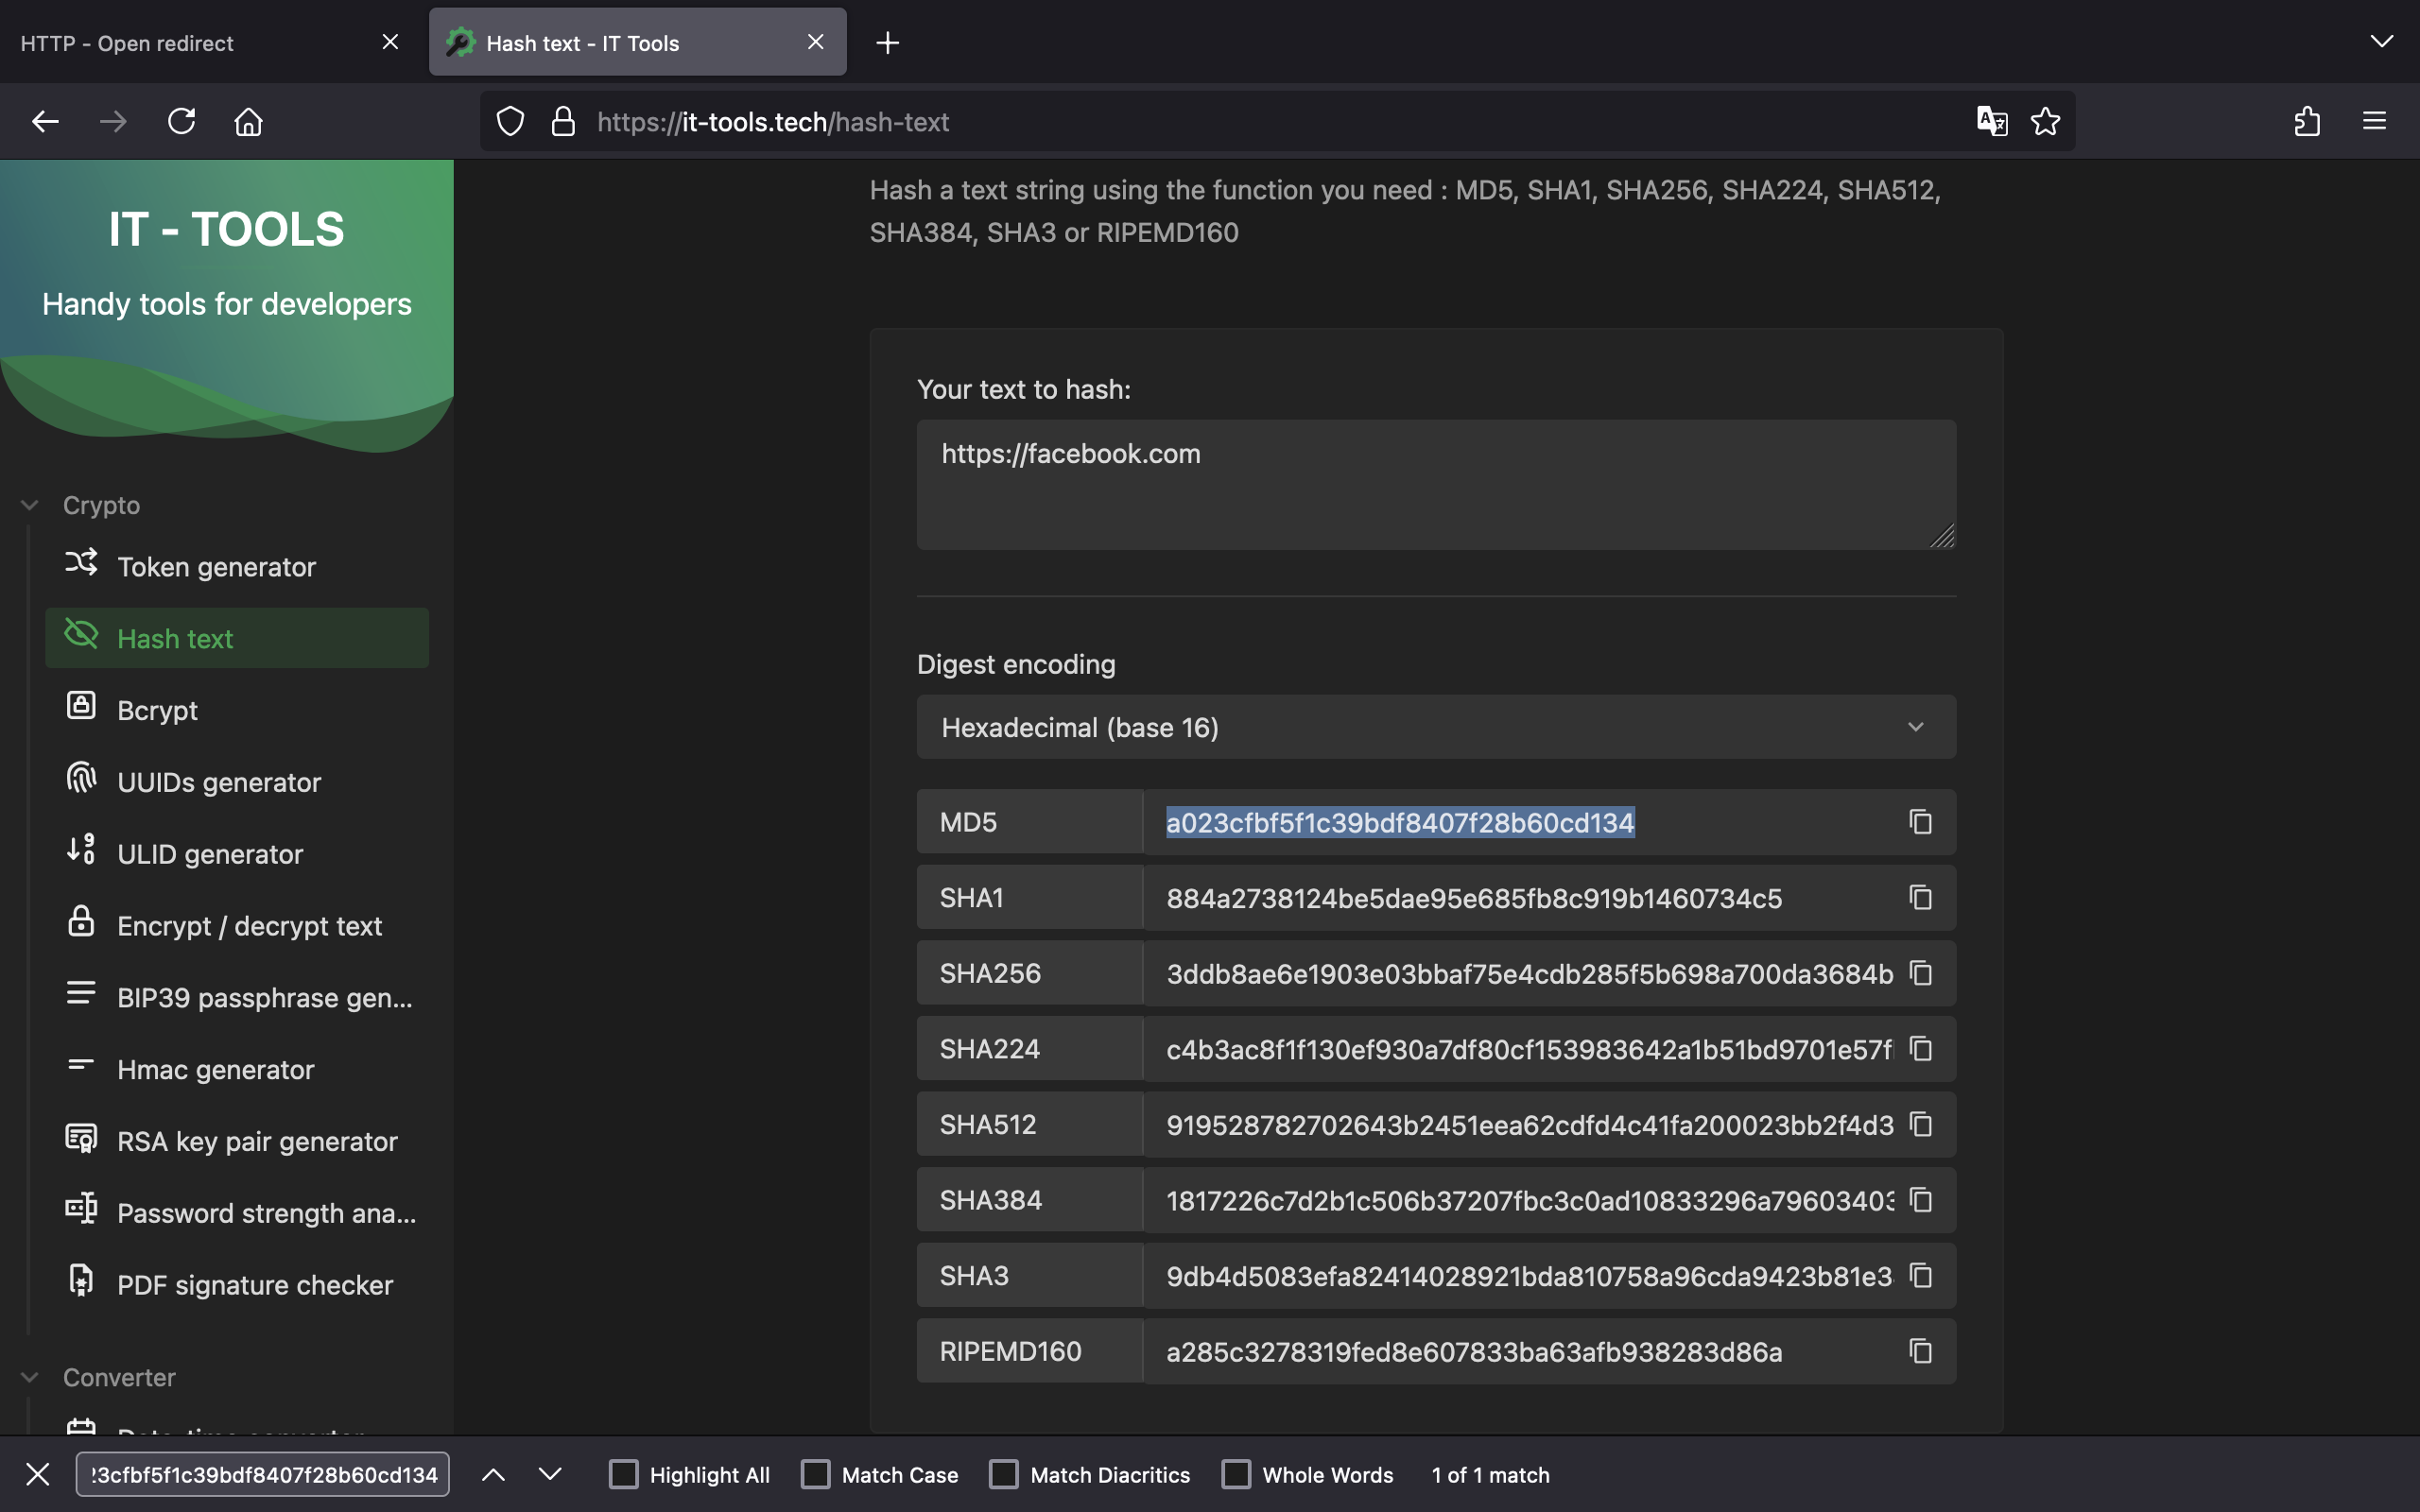 HTTP - Open redirect
Hash text - IT Tools
https://it-tools.tech/hash-text
IT - TOOLS
Handy tools for developers
Crypto
Token generator
Hash text
Bcrypt
UUIDs generator
ULID generator
Encrypt / decrypt text
BIP39 passphrase gen...
Hmac generator
RSA key pair generator
Password strength ana...
PDF signature checker
Converter
Hash a text string using the function you need : MD5, SHA1, SHA256, SHA224, SHA512,
SHA384, SHA3 or RIPEMD160
Your text to hash:
https://facebook.com
Digest encoding
Hexadecimal (base 16)
MD5 a023cfbf5f1c39bdf8407f28b60cd134
SHA1 884a2738124be5dae95e685fb8c919b1460734c5
SHA256 3ddb8ae6e1903e03bbaf75e4cdb285f5b698a700da3684b
SHA224 c4b3ac8f1f130ef930a7df80cf153983642a1b51bd9701e57f
SHA512 919528782702643b2451eea62cdfd4c41fa200023bb2f4d3
SHA384 1817226c7d2b1c506b37207fbc3c0ad10833296a79603403
SHA3 9db4d5083efa82414028921bda810758a96cda9423b81e3
RIPEMD160 a285c3278319fed8e607833ba63afb938283d86a
3cfbf5f1c39bdf8407f28b60cd134
Highlight All
Match Case
Match Diacritics
Whole Words
1 of 1 match